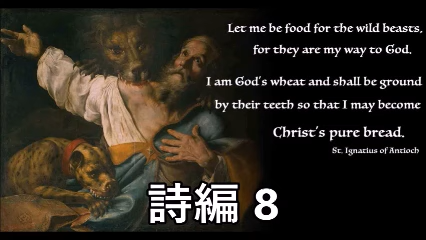 Let me be food for the wild beasts,
for they are my way to God.
I am God's wheat and shall be ground
by their teeth so that I may become
Christ's pure bread.
St. Ignatius of Antioch
詩編 8